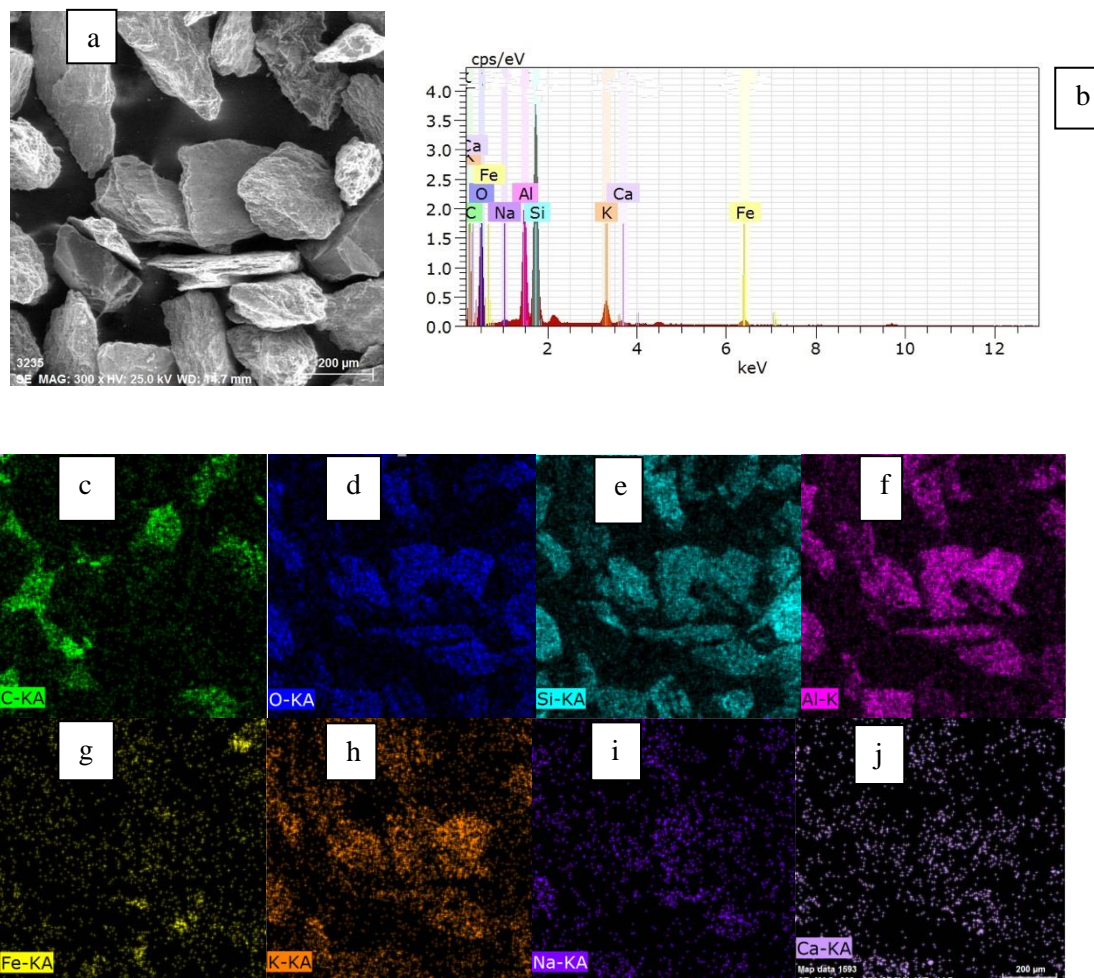 a
b
cps/eV
4.0
3.5
3.0
2.5
2.0
1.5
1.0
0.5
0.0
Ca
Fe
O
Al
Ca
C
Na
Si
K
Fe
2 4 6 8 10 12
keV
3235
SE MAG: 300 x HV: 25.0 kV WD: 14.7 mm
200 µm
c
d
e
f
C-KA
O-KA
Si-KA
Al-K
g
h
i
j
Fe-KA
K-KA
Na-KA
Ca-KA
Map data 1593
200 µm